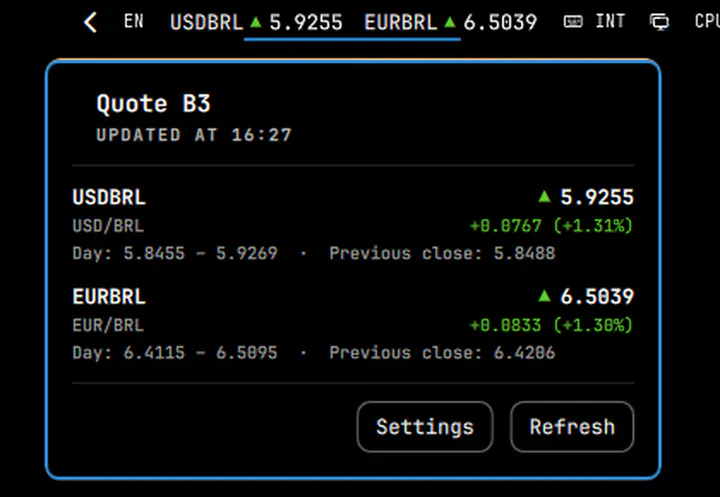 EN USDBRL ▲ 5.9255 EURBRL ▲ 6.5039 INT CPU
Quote B3
UPDATED AT 16:27
USDBRL ▲ 5.9255
USD/BRL +0.0767 (+1.31%)
Day: 5.8455 – 5.9269 · Previous close: 5.8488
EURBRL ▲ 6.5039
EUR/BRL +0.0833 (+1.30%)
Day: 6.4115 – 6.5095 · Previous close: 6.4206
Settings Refresh